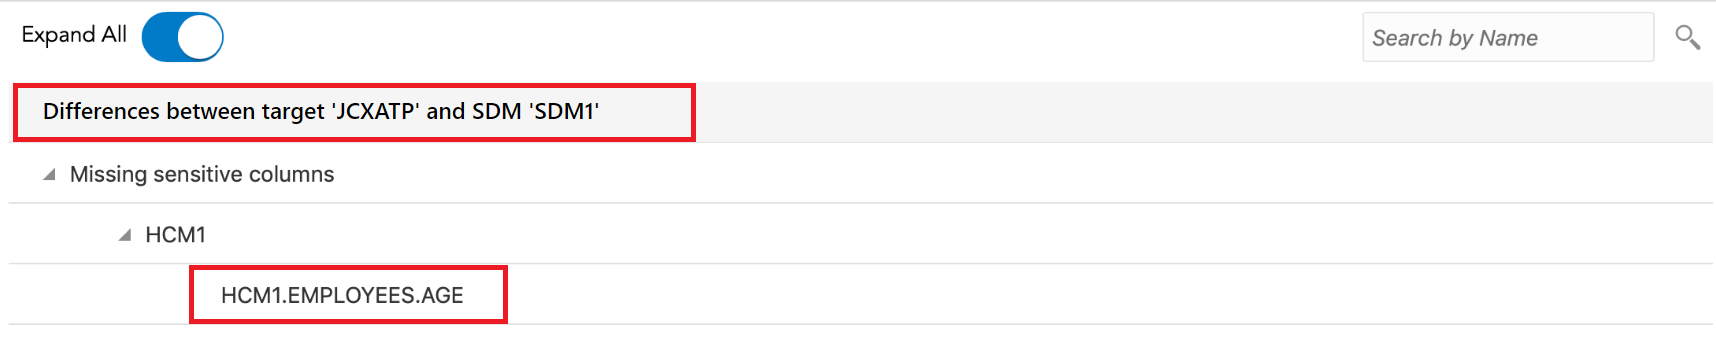 Expand All
Search by Name
Differences between target 'JCXATP' and SDM 'SDM1'
Missing sensitive columns
HCM1
HCM1.EMPLOYEES.AGE